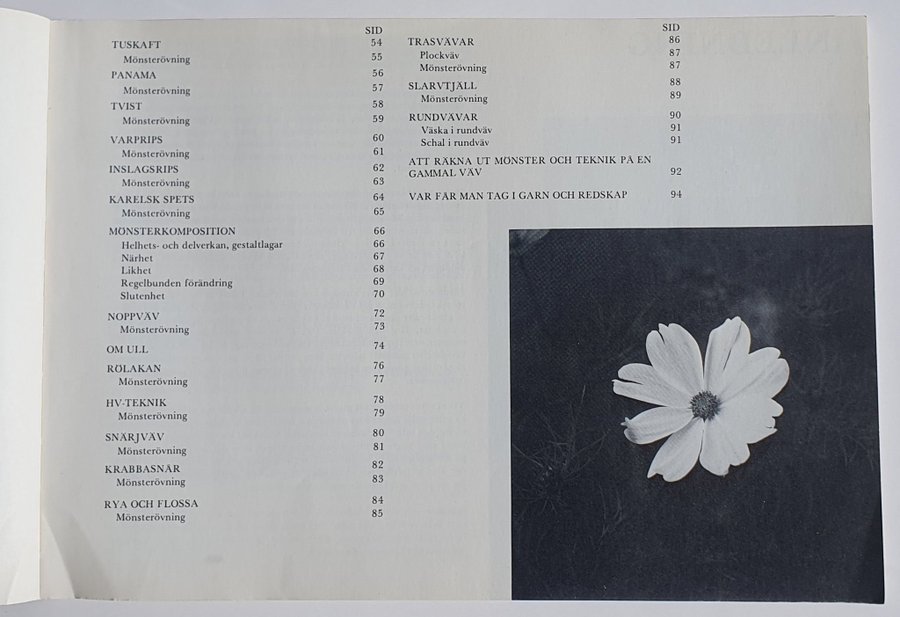 SID
TUSKAFT 54
Mönsterövning 55
PANAMA 56
Mönsterövning 57
TVIST 58
Mönsterövning 59
VARPRIPS 60
Mönsterövning 61
INSLAGSRIPS 62
Mönsterövning 63
KARELSK SPETS 64
Mönsterövning 65
MÖNSTERKOMPOSITION 66
Helhets- och delverkan, gestaltlagar 66
Närhet 67
Likhet 68
Regelbunden förändring 69
Slutenhet 70
NOPPVÄV 72
Mönsterövning 73
OM ULL 74
RÖLAKAN 76
Mönsterövning 77
HV-TEKNIK 78
Mönsterövning 79
SNÄRJVÄV 80
Mönsterövning 81
KRABBASNÅR 82
Mönsterövning 83
RYA OCH FLOSSA 84
Mönsterövning 85
SID
TRASVÄVAR 86
Plockväv 87
Mönsterövning 87
SLARVTJÄLL 88
Mönsterövning 89
RUNDVÄVAR 90
Väska i rundväv 91
Schal i rundväv 91
ATT RÄKNA UT MÖNSTER OCH TEKNIK PÅ EN
GAMMAL VÄV 92
VAR FÅR MAN TAG I GARN OCH REDSKAP 94